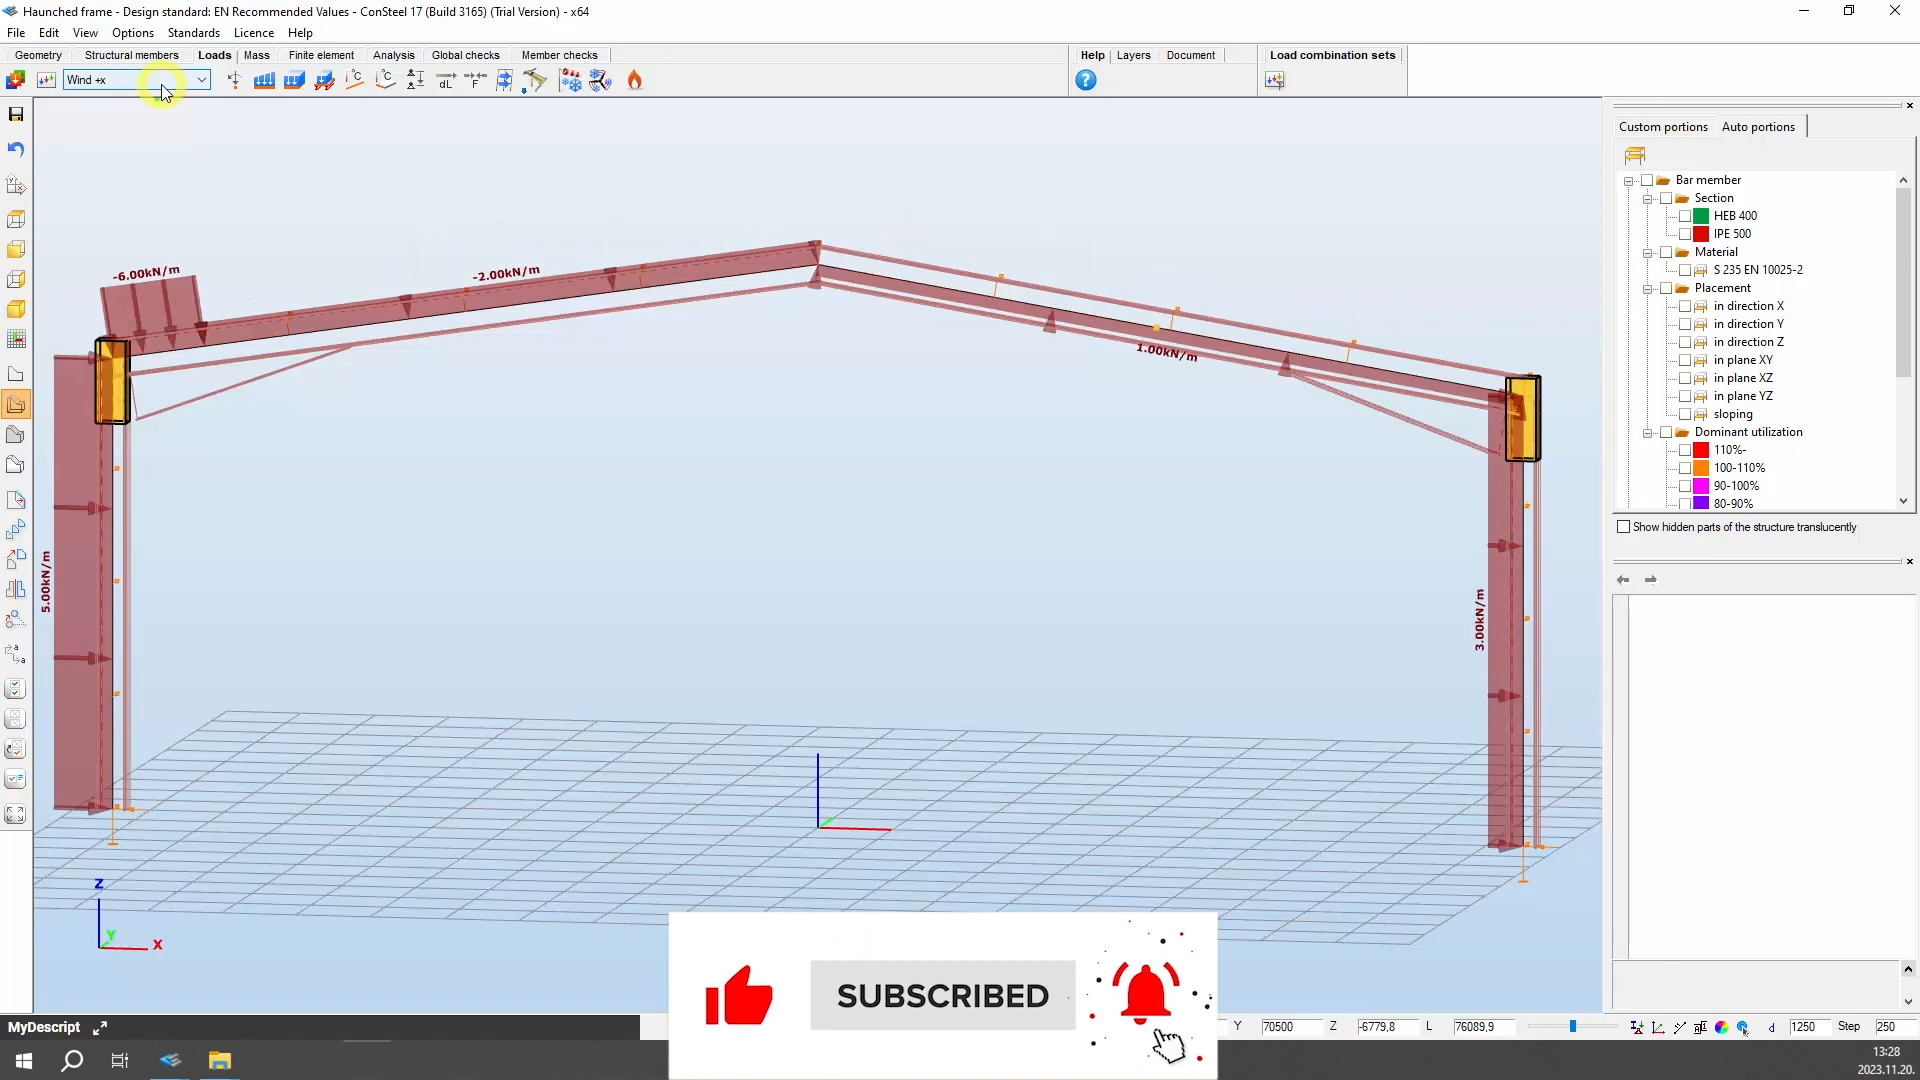 Haunched frame - Design standard: EN Recommended Values - ConSteel 17 (Build 3165) (Trial Version) - x64
File Edit View Options Standards Licence Help
Geometry Structural members Loads Mass Finite element Analysis Global checks Member checks Help Layers Document Load combination sets
Wind +x
°C °C dL F
Custom portions Auto portions
Bar member
Section
HEB 400
IPE 500
Material
S 235 EN 10025-2
Placement
in direction X
in direction Y
in direction Z
in plane XY
in plane XZ
in plane YZ
sloping
Dominant utilization
110%-
100-110%
90-100%
80-90%
Show hidden parts of the structure translucently
-6.00kN/m
-2.00kN/m
1.00kN/m
5.00kN/m
3.00kN/m
Z
Y
X
SUBSCRIBED
MyDescript
Y 70500 Z -6779,8 L 76089,9 d 1250 Step 250
13:28
2023.11.20.